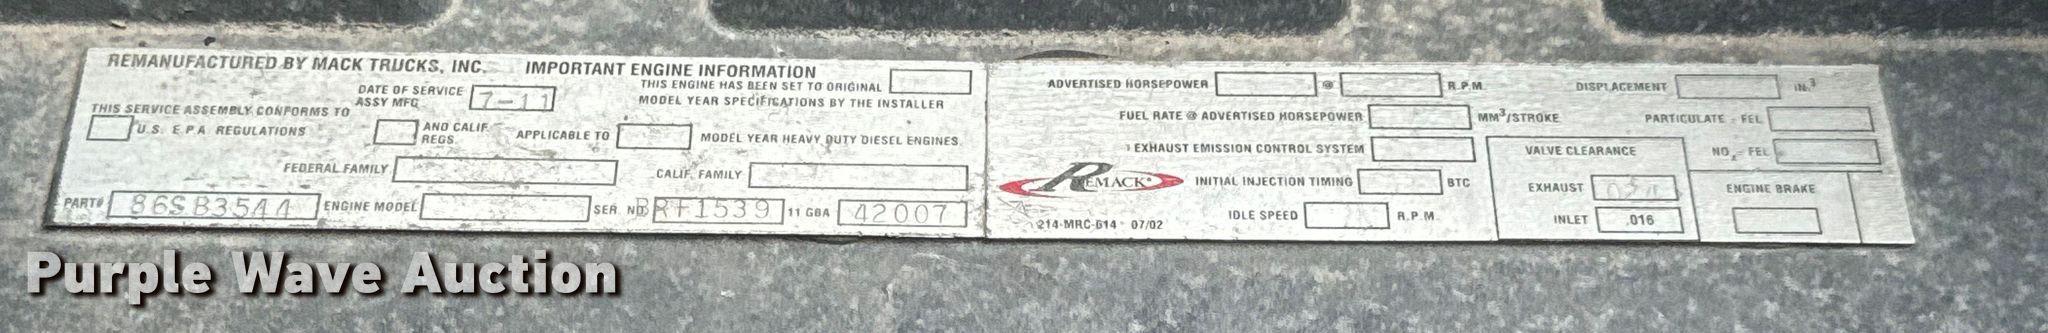 REMANUFACTURED BY MACK TRUCKS, INC. IMPORTANT ENGINE INFORMATION
DATE OF SERVICE ASSY MFG 7-11
THIS ENGINE HAS BEEN SET TO ORIGINAL
MODEL YEAR SPECIFICATIONS BY THE INSTALLER
THIS SERVICE ASSEMBLY CONFORMS TO
U.S. E.P.A. REGULATIONS
AND CALIF. REGS.
APPLICABLE TO MODEL YEAR HEAVY DUTY DIESEL ENGINES.
FEDERAL FAMILY CALIF. FAMILY
PART# 86SB3544 ENGINE MODEL SER. NO. 1539 11 GBA 42007
ADVERTISED HORSEPOWER @ R.P.M. DISPLACEMENT IN.³
FUEL RATE @ ADVERTISED HORSEPOWER MM³/STROKE PARTICULATE - FEL
EXHAUST EMISSION CONTROL SYSTEM NOx - FEL
REMACK® INITIAL INJECTION TIMING BTC
IDLE SPEED R.P.M.
214-MRC-614 07/02
VALVE CLEARANCE
EXHAUST
INLET .016
ENGINE BRAKE
Purple Wave Auction